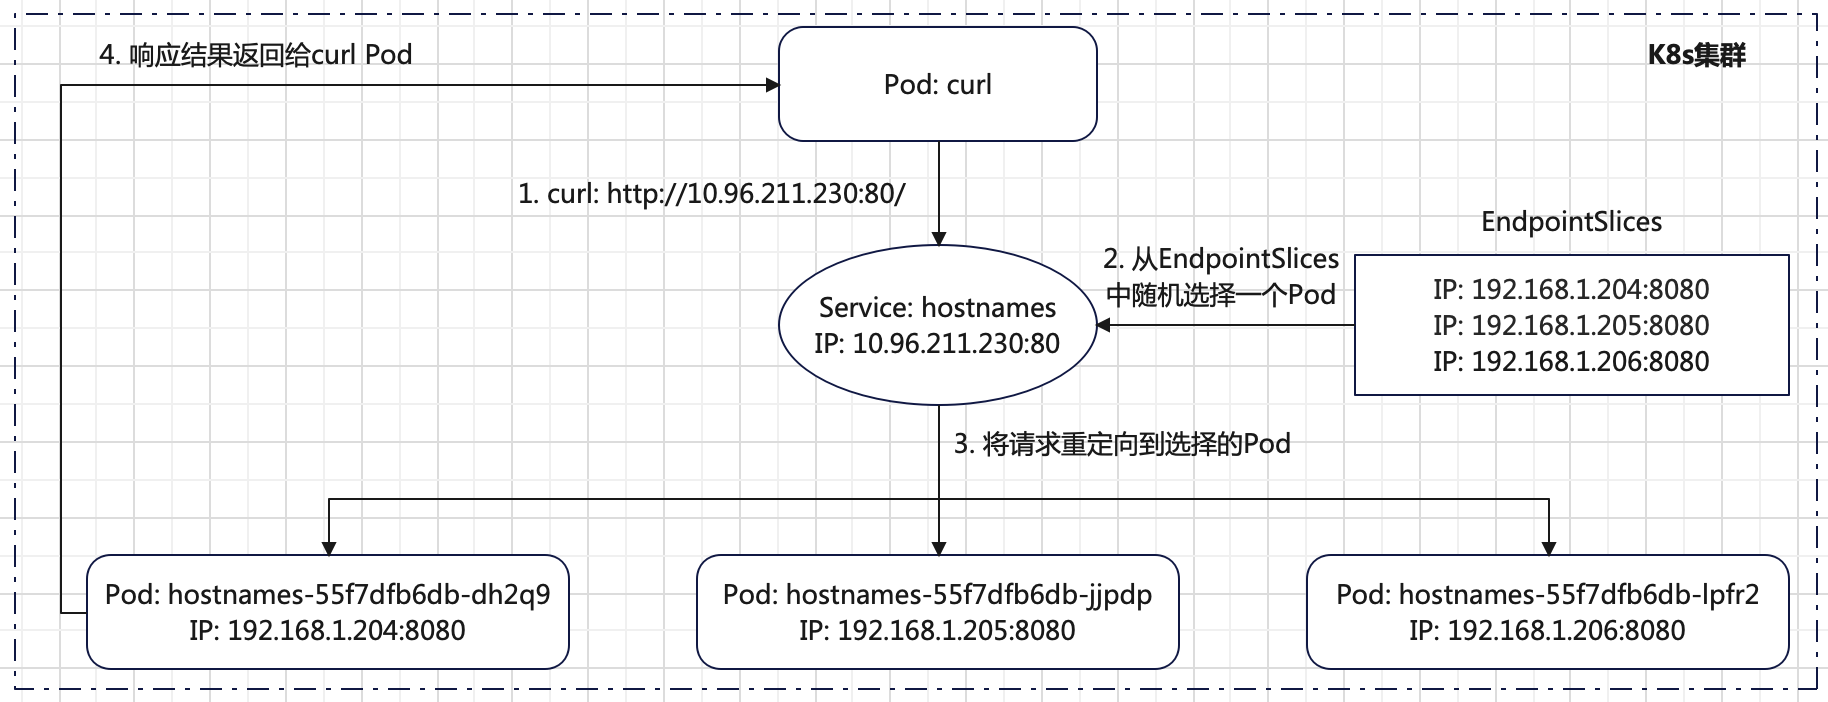 4. 响应结果返回给curl Pod
K8s集群
Pod: curl
1. curl: http://10.96.211.230:80/
EndpointSlices
2. 从EndpointSlices
中随机选择一个Pod
Service: hostnames
IP: 10.96.211.230:80
IP: 192.168.1.204:8080
IP: 192.168.1.205:8080
IP: 192.168.1.206:8080
3. 将请求重定向到选择的Pod
Pod: hostnames-55f7dfb6db-dh2q9
IP: 192.168.1.204:8080
Pod: hostnames-55f7dfb6db-jjpdp
IP: 192.168.1.205:8080
Pod: hostnames-55f7dfb6db-lpfr2
IP: 192.168.1.206:8080